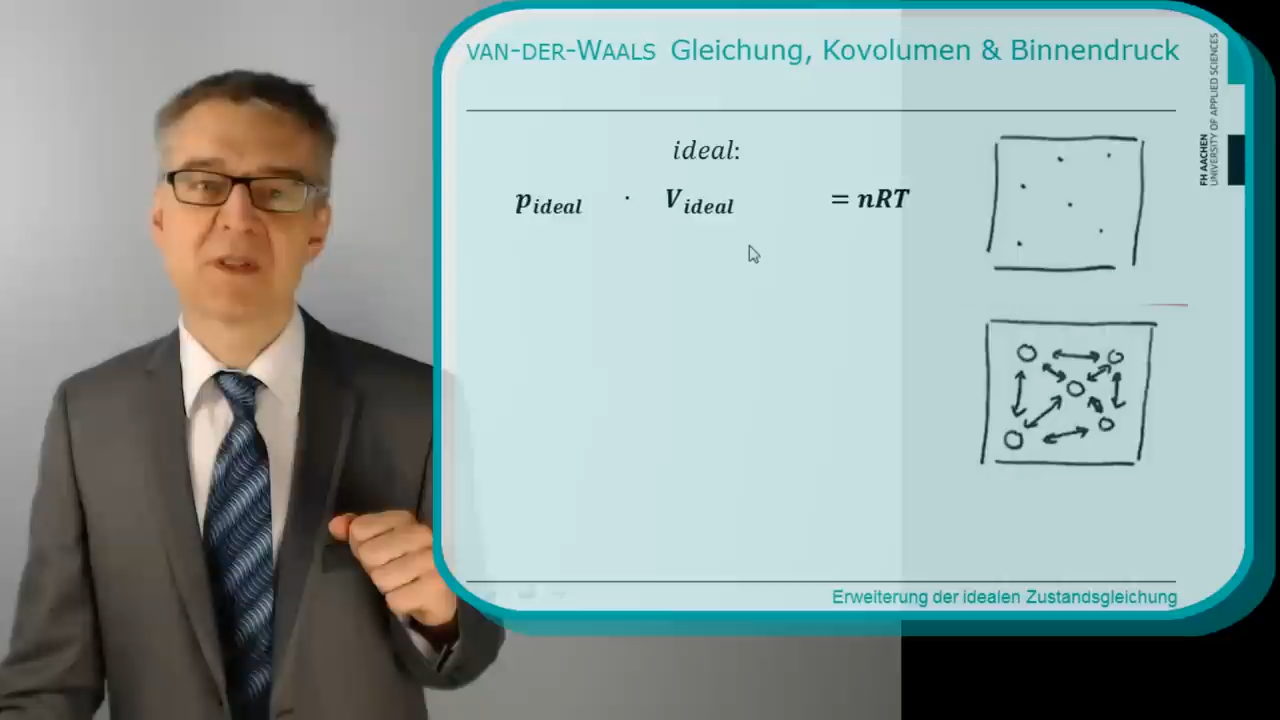 VAN-DER-WAALS Gleichung, Kovolumen & Binnendruck
ideal:
p_ideal · V_ideal = nRT
Erweiterung der idealen Zustandsgleichung
FH AACHEN
UNIVERSITY OF APPLIED SCIENCES